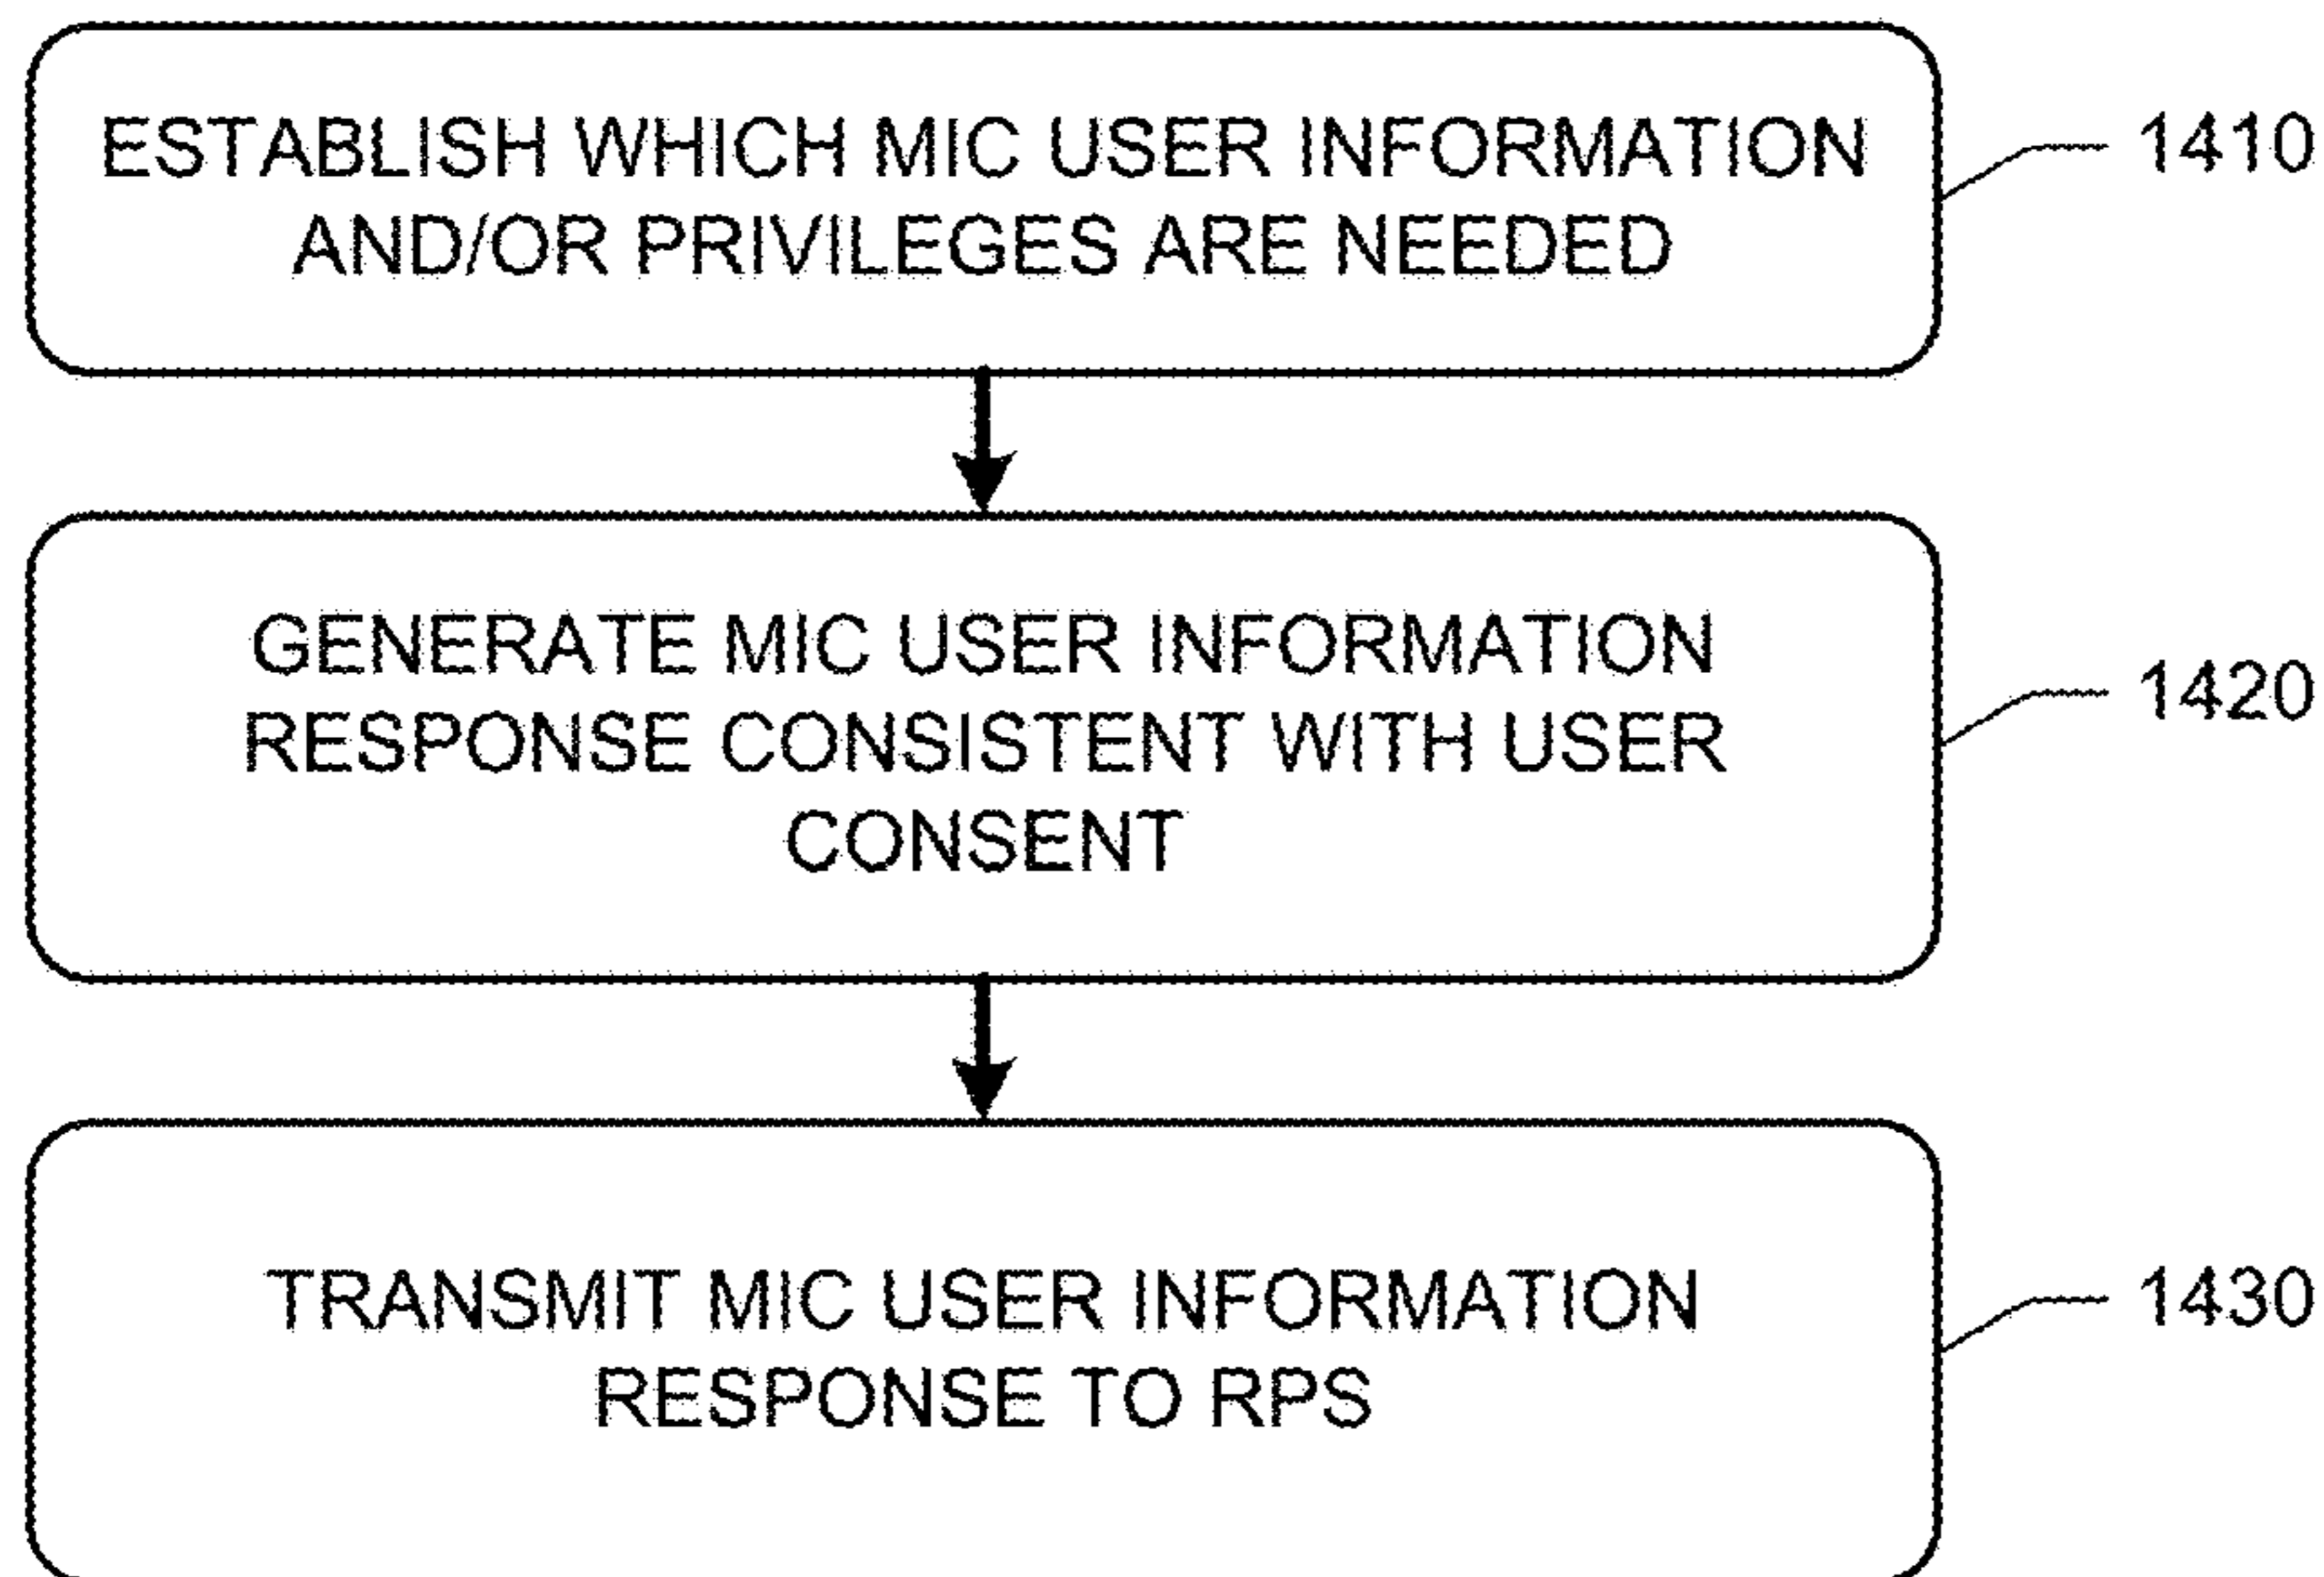 ESTABLISH WHICH MIC USER INFORMATION
AND/OR PRIVILEGES ARE NEEDED
1410
GENERATE MIC USER INFORMATION
RESPONSE CONSISTENT WITH USER
CONSENT
1420
TRANSMIT MIC USER INFORMATION
RESPONSE TO RPS
1430